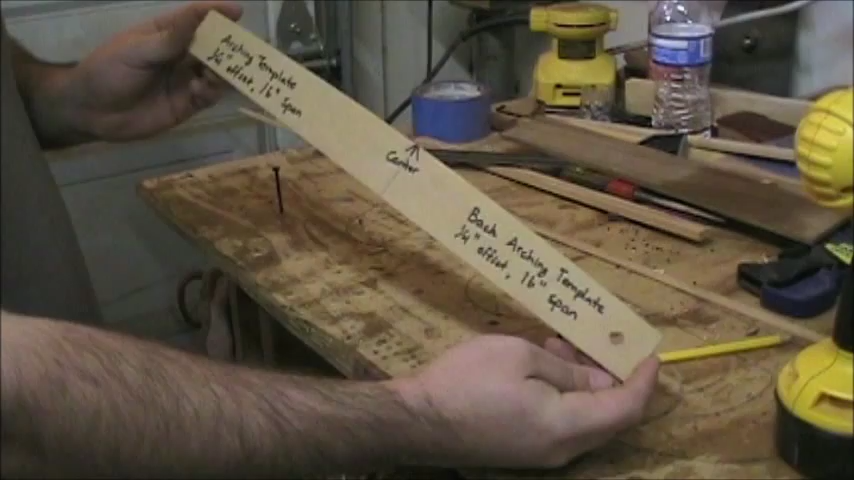 Arching Template
1/4" offset, 16" span
Center
Back Arching Template
1/4" offset, 16" span